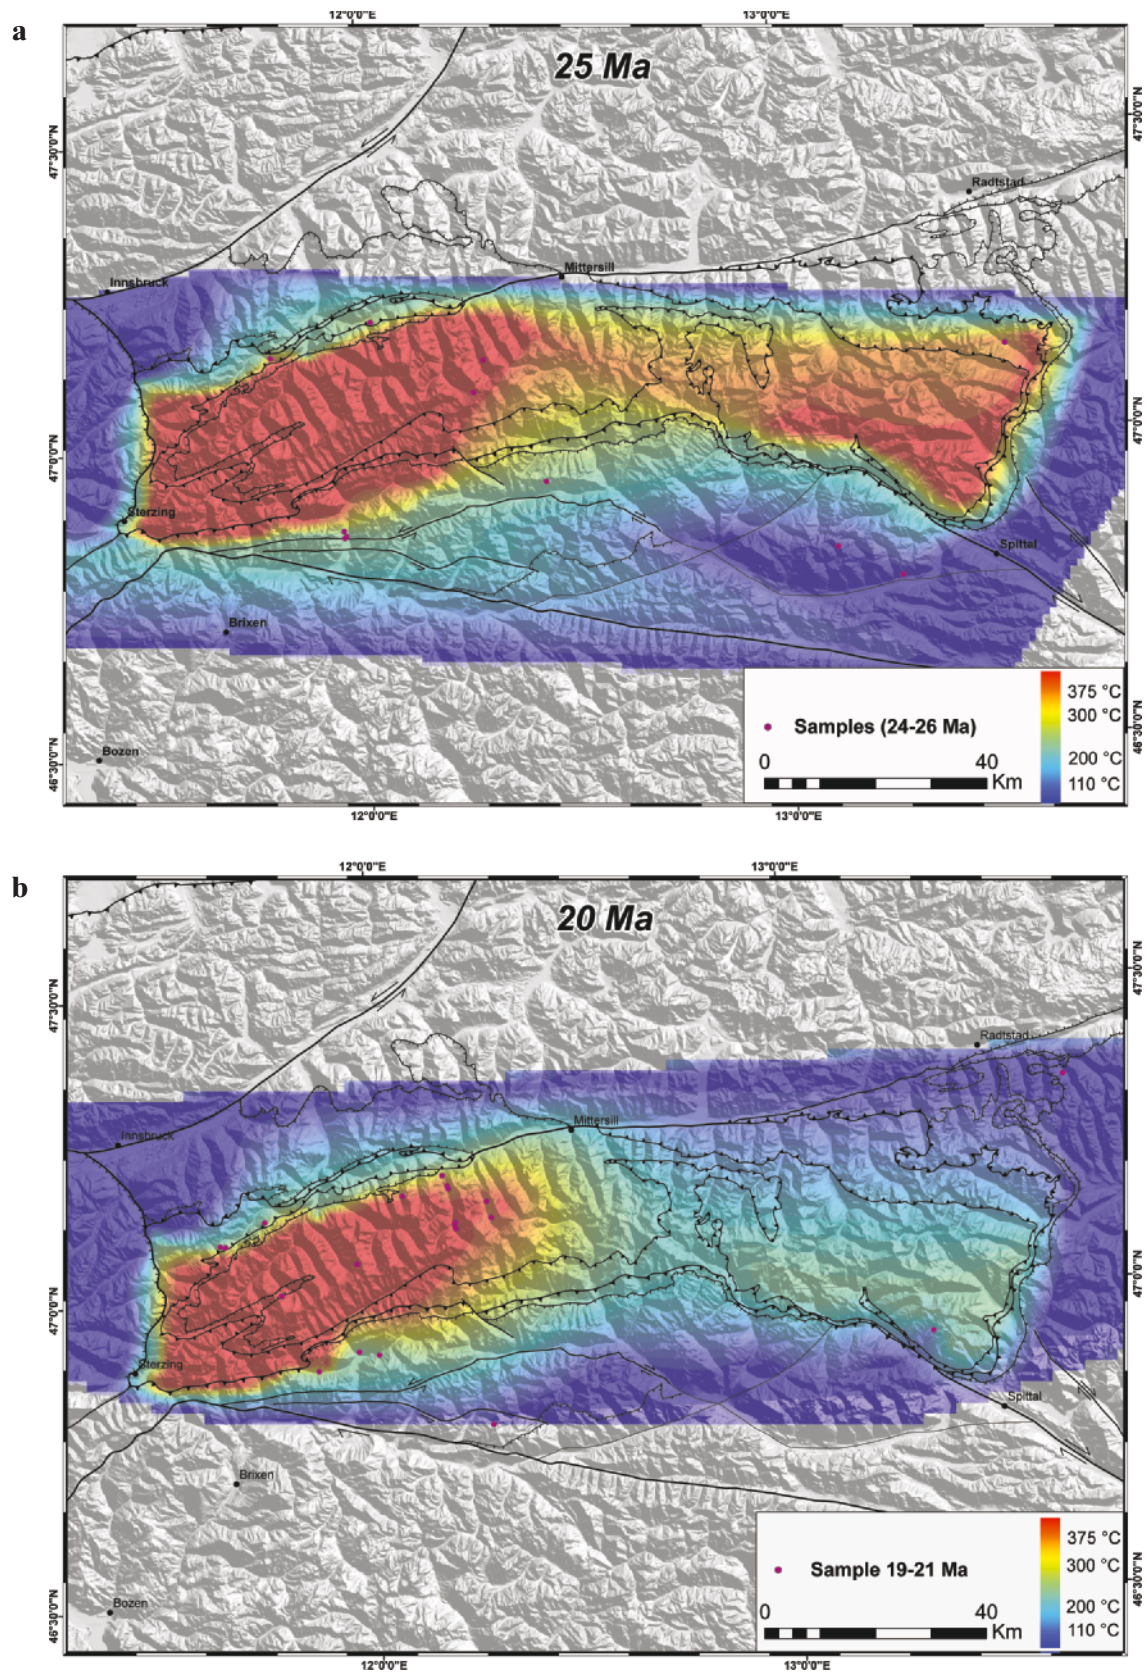 a
12°0'0"E
13°0'0"E
25 Ma
47°30'0"N
47°30'0"N
Radtstad
Mittersill
Innsbruck
47°0'0"N
47°0'0"N
Sterzing
Spittal
Brixen
Bozen
46°30'0"N
46°30'0"N
Samples (24-26 Ma)
0
40
Km
375 °C
300 °C
200 °C
110 °C
12°0'0"E
13°0'0"E
b
12°0'0"E
13°0'0"E
20 Ma
47°30'0"N
47°30'0"N
Radtstad
Mittersill
Innsbruck
47°0'0"N
47°0'0"N
Sterzing
Spittal
Brixen
Bozen
46°30'0"N
46°30'0"N
Sample 19-21 Ma
0
40
Km
375 °C
300 °C
200 °C
110 °C
12°0'0"E
13°0'0"E